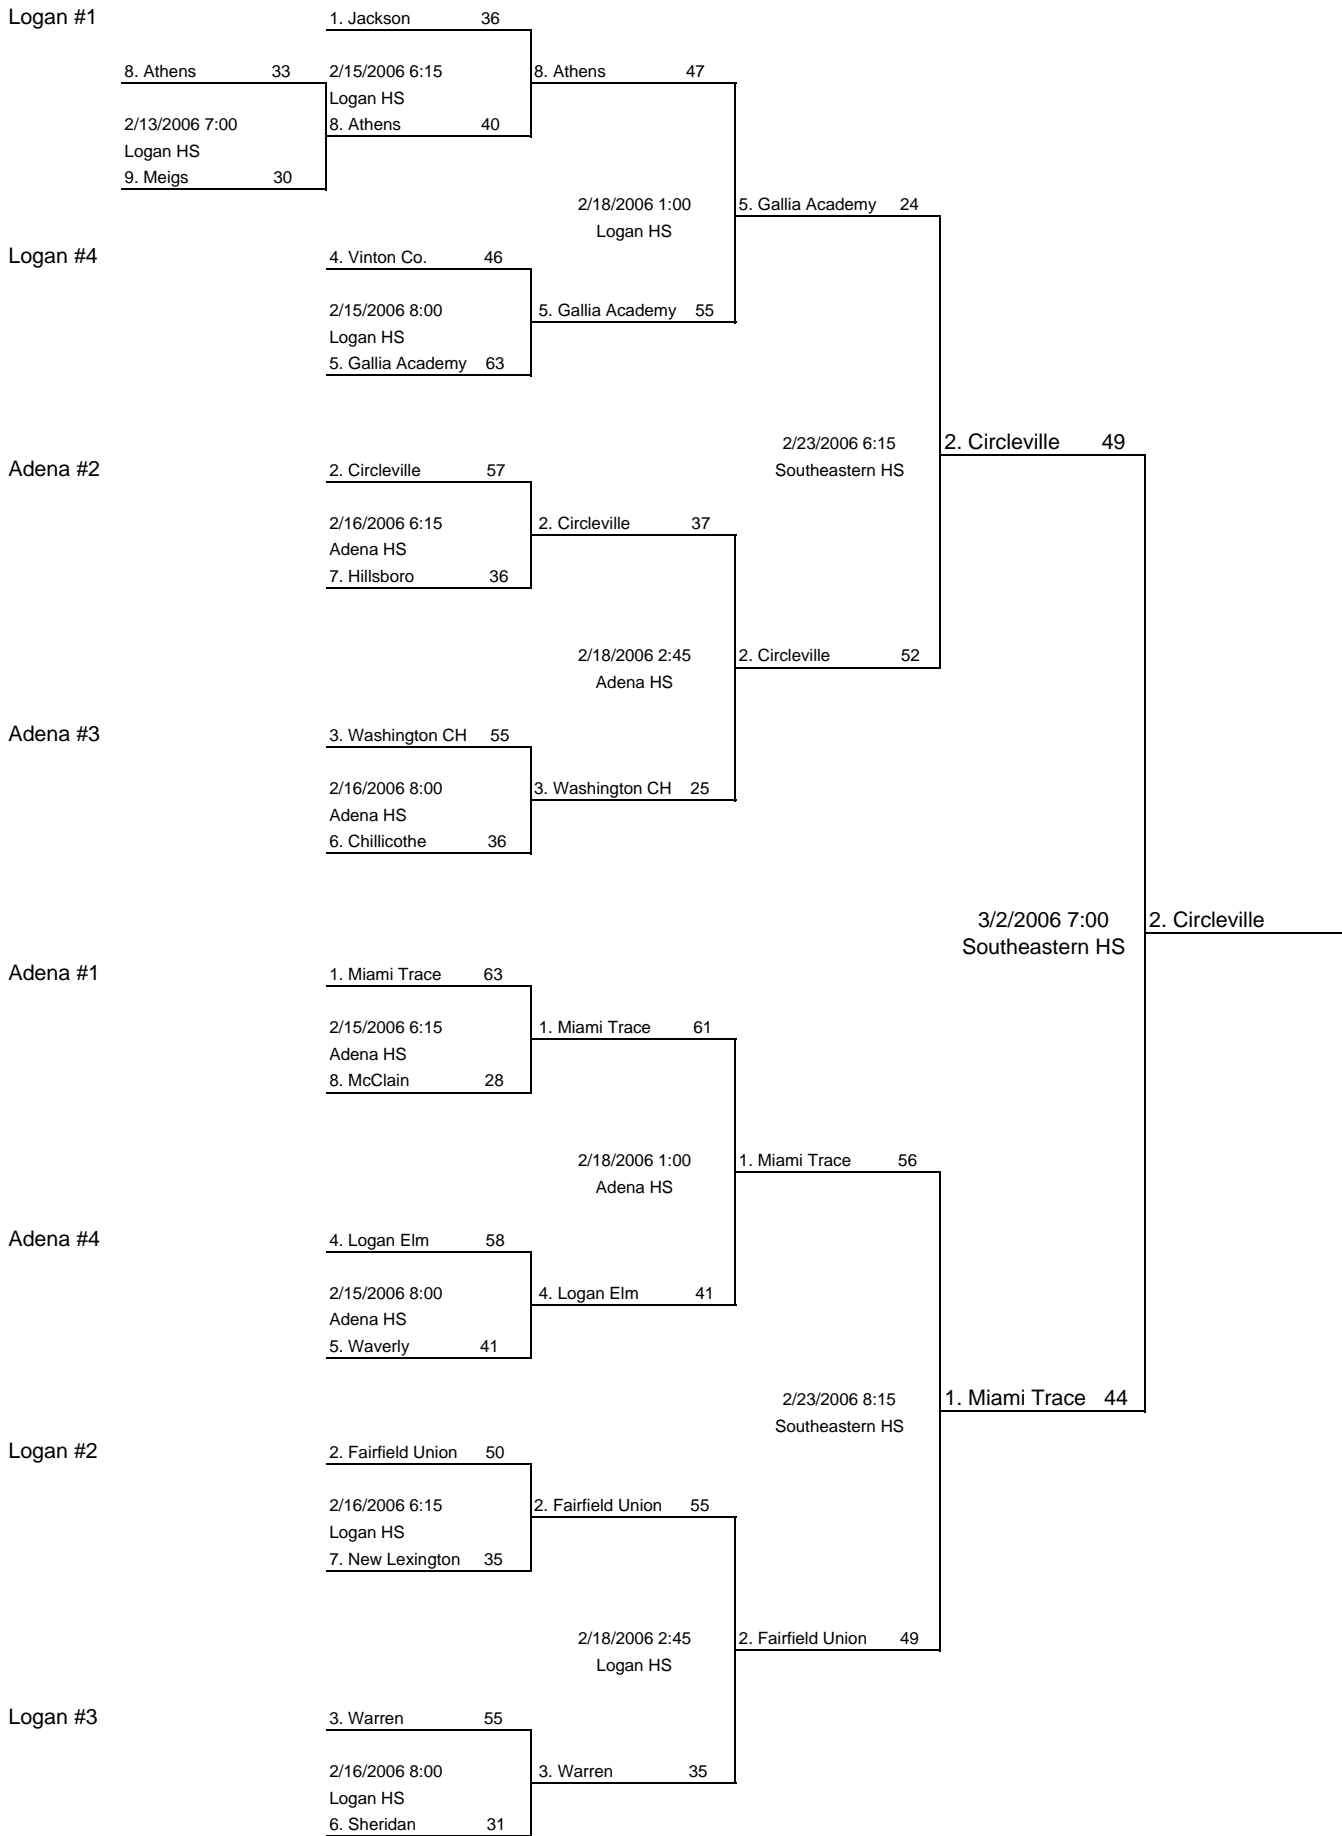 Logan #1
1. Jackson 36
8. Athens 33
2/15/2006 6:15
8. Athens 47
Logan HS
2/13/2006 7:00
8. Athens 40
Logan HS
9. Meigs 30
2/18/2006 1:00
5. Gallia Academy 24
Logan HS
Logan #4
4. Vinton Co. 46
2/15/2006 8:00
5. Gallia Academy 55
Logan HS
5. Gallia Academy 63
2/23/2006 6:15
2. Circleville 49
Adena #2
2. Circleville 57
Southeastern HS
2/16/2006 6:15
2. Circleville 37
Adena HS
7. Hillsboro 36
2/18/2006 2:45
2. Circleville 52
Adena HS
Adena #3
3. Washington CH 55
2/16/2006 8:00
3. Washington CH 25
Adena HS
6. Chillicothe 36
3/2/2006 7:00
2. Circleville
Southeastern HS
Adena #1
1. Miami Trace 63
2/15/2006 6:15
1. Miami Trace 61
Adena HS
8. McClain 28
2/18/2006 1:00
1. Miami Trace 56
Adena HS
Adena #4
4. Logan Elm 58
2/15/2006 8:00
4. Logan Elm 41
Adena HS
5. Waverly 41
2/23/2006 8:15
1. Miami Trace 44
Southeastern HS
Logan #2
2. Fairfield Union 50
2/16/2006 6:15
2. Fairfield Union 55
Logan HS
7. New Lexington 35
2/18/2006 2:45
2. Fairfield Union 49
Logan HS
Logan #3
3. Warren 55
2/16/2006 8:00
3. Warren 35
Logan HS
6. Sheridan 31